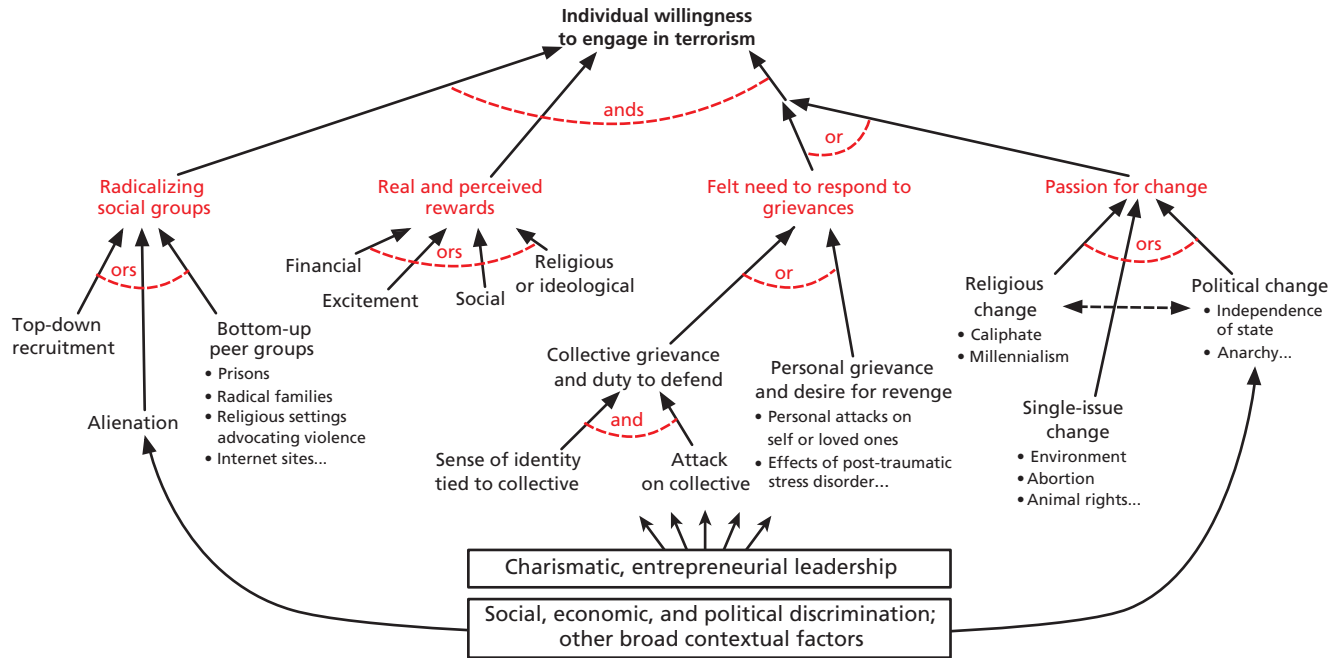 Individual willingness
to engage in terrorism
ands
or
Radicalizing
social groups
Real and perceived
rewards
Felt need to respond to
grievances
Passion for change
ors
Financial
ors
Excitement
Social
Religious
or ideological
or
ors
Religious
change
• Caliphate
• Millennialism
Political change
• Independence
of state
• Anarchy...
Top-down
recruitment
Bottom-up
peer groups
• Prisons
• Radical families
• Religious settings
advocating violence
• Internet sites...
Alienation
Collective grievance
and duty to defend
Personal grievance
and desire for revenge
• Personal attacks on
self or loved ones
• Effects of post-traumatic
stress disorder...
Single-issue
change
• Environment
• Abortion
• Animal rights...
and
Sense of identity
tied to collective
Attack
on collective
Charismatic, entrepreneurial leadership
Social, economic, and political discrimination;
other broad contextual factors